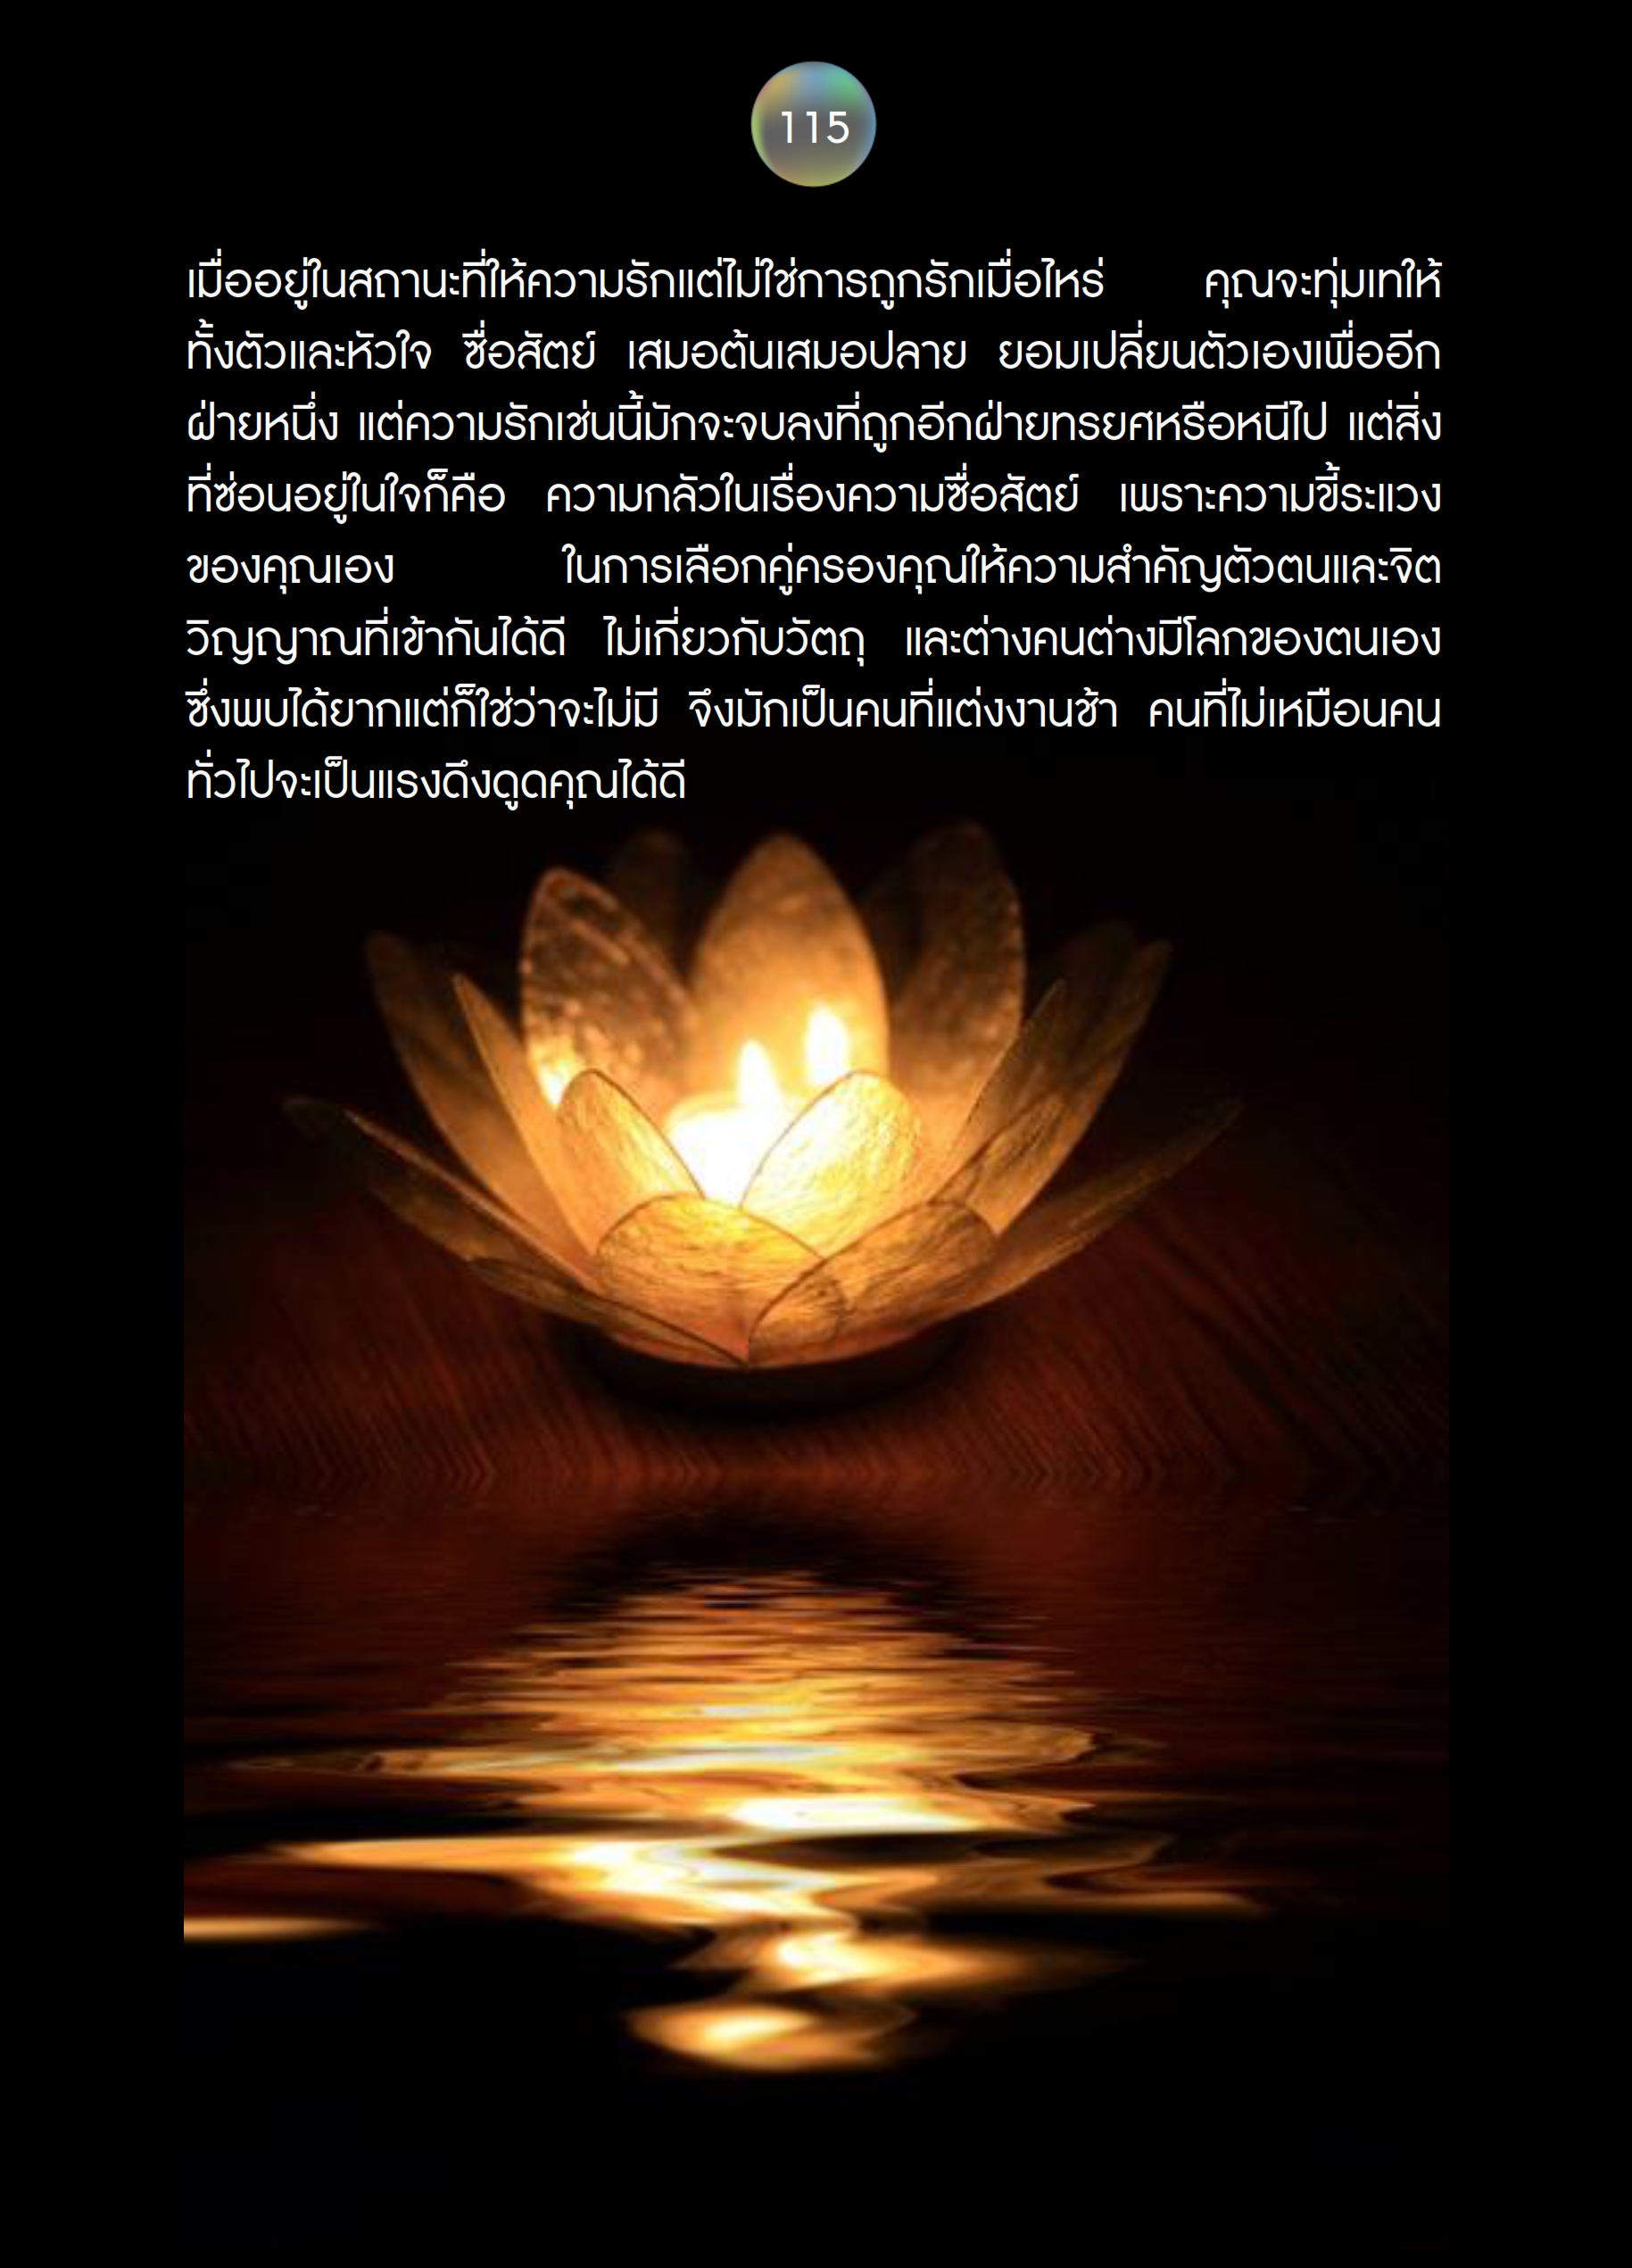 115
เมื่ออยู่ในสถานะที่ให้ความรักแต่ไม่ใช่การถูกรักเมื่อไหร่ คุณจะทุ่มเทให้
ทั้งตัวและหัวใจ ซื่อสัตย์ เสมอต้นเสมอปลาย ยอมเปลี่ยนตัวเองเพื่ออีก
ฝ่ายหนึ่ง แต่ความรักเช่นนี้มักจะจบลงที่ถูกอีกฝ่ายทรยศหรือหนีไป แต่สิ่ง
ที่ซ่อนอยู่ในใจก็คือ ความกลัวในเรื่องความซื่อสัตย์ เพราะความขี้ระแวง
ของคุณเอง ในการเลือกคู่ครองคุณให้ความสำคัญตัวตนและจิต
วิญญาณที่เข้ากันได้ดี ไม่เกี่ยวกับวัตถุ และต่างคนต่างมีโลกของตนเอง
ซึ่งพบได้ยากแต่ก็ใช่ว่าจะไม่มี จึงมักเป็นคนที่แต่งงานช้า คนที่ไม่เหมือนคน
ทั่วไปจะเป็นแรงดึงดูดคุณได้ดี